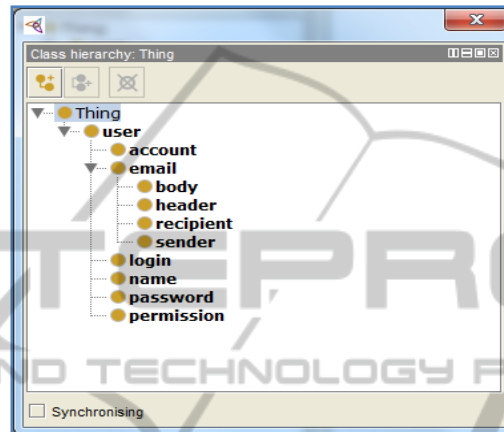 Class hierarchy: Thing
Thing
user
account
email
body
header
recipient
sender
login
name
password
permission
Synchronising